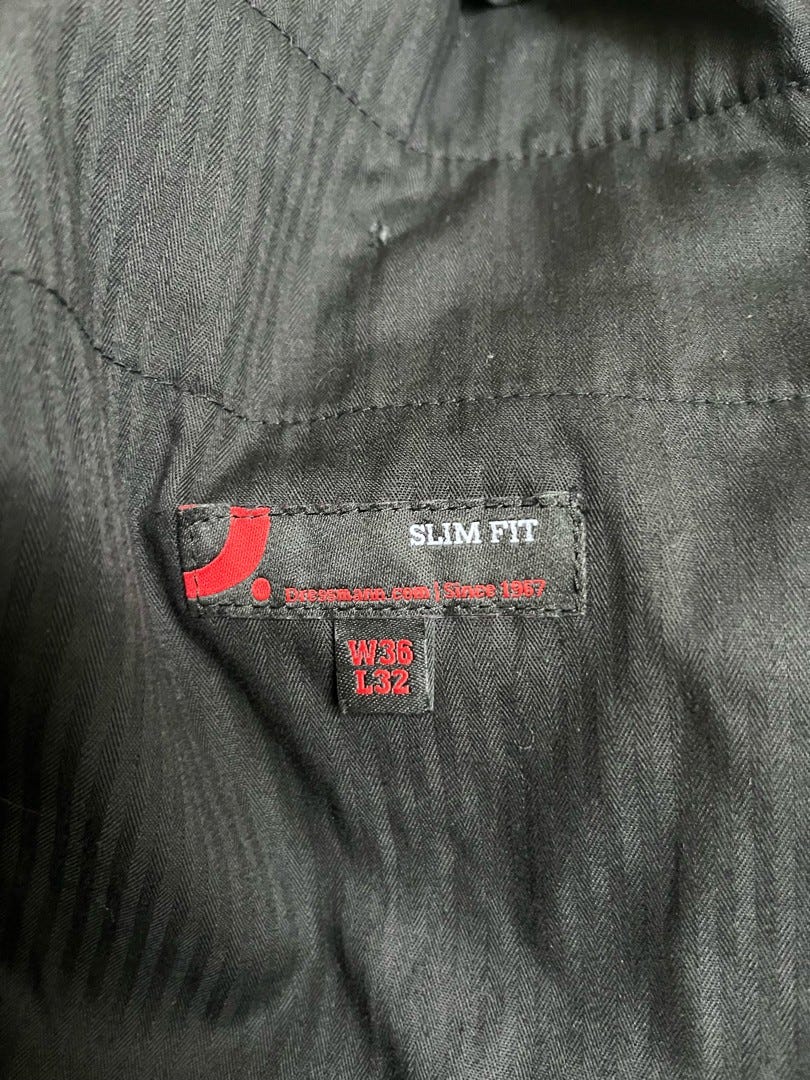 SLIM FIT
Dressmann.com | Since 1967
W36
L32